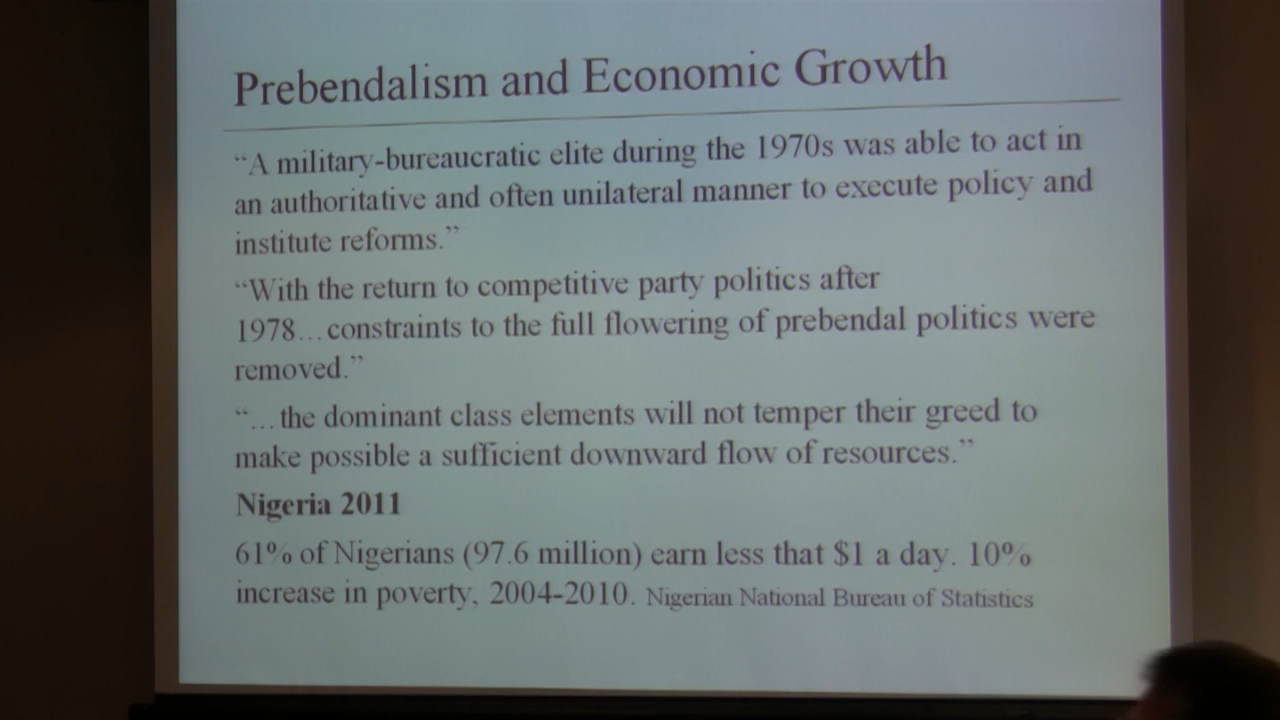 Prebendalism and Economic Growth
“A military-bureaucratic elite during the 1970s was able to act in
an authoritative and often unilateral manner to execute policy and
institute reforms.”
“With the return to competitive party politics after
1978…constraints to the full flowering of prebendal politics were
removed.”
“…the dominant class elements will not temper their greed to
make possible a sufficient downward flow of resources.”
Nigeria 2011
61% of Nigerians (97.6 million) earn less that $1 a day. 10%
increase in poverty, 2004-2010. Nigerian National Bureau of Statistics